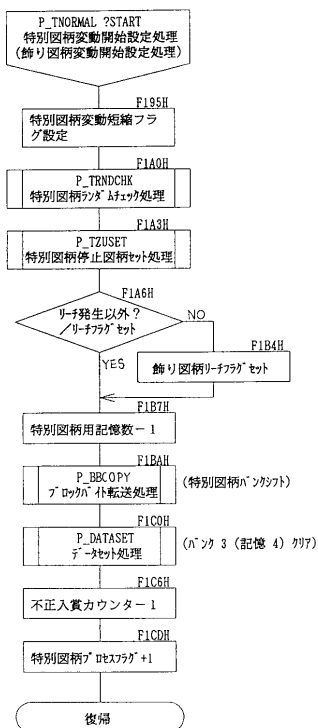 P_TNORMAL ?START
特別図柄変動開始設定処理
(飾り図柄変動開始設定処理)
F195H
特別図柄変動短縮フラ
グ設定
F1A0H
P_TRNDCHK
特別図柄ランダムチェック処理
F1A3H
P_TZUSET
特別図柄停止図柄セット処理
F1A6H
リーチ発生以外?
/リーチフラグセット
NO
YES
F1B4H
飾り図柄リーチフラグセット
F1B7H
特別図柄用記憶数-1
F1BAH
P_BBCOPY
ブロックバイト転送処理
(特別図柄バンクシフト)
F1C0H
P_DATASET
データセット処理
(バンク 3 (記憶 4) クリア)
F1C6H
不正入賞カウンター1
F1CDH
特別図柄プロセスフラグ+1
復帰